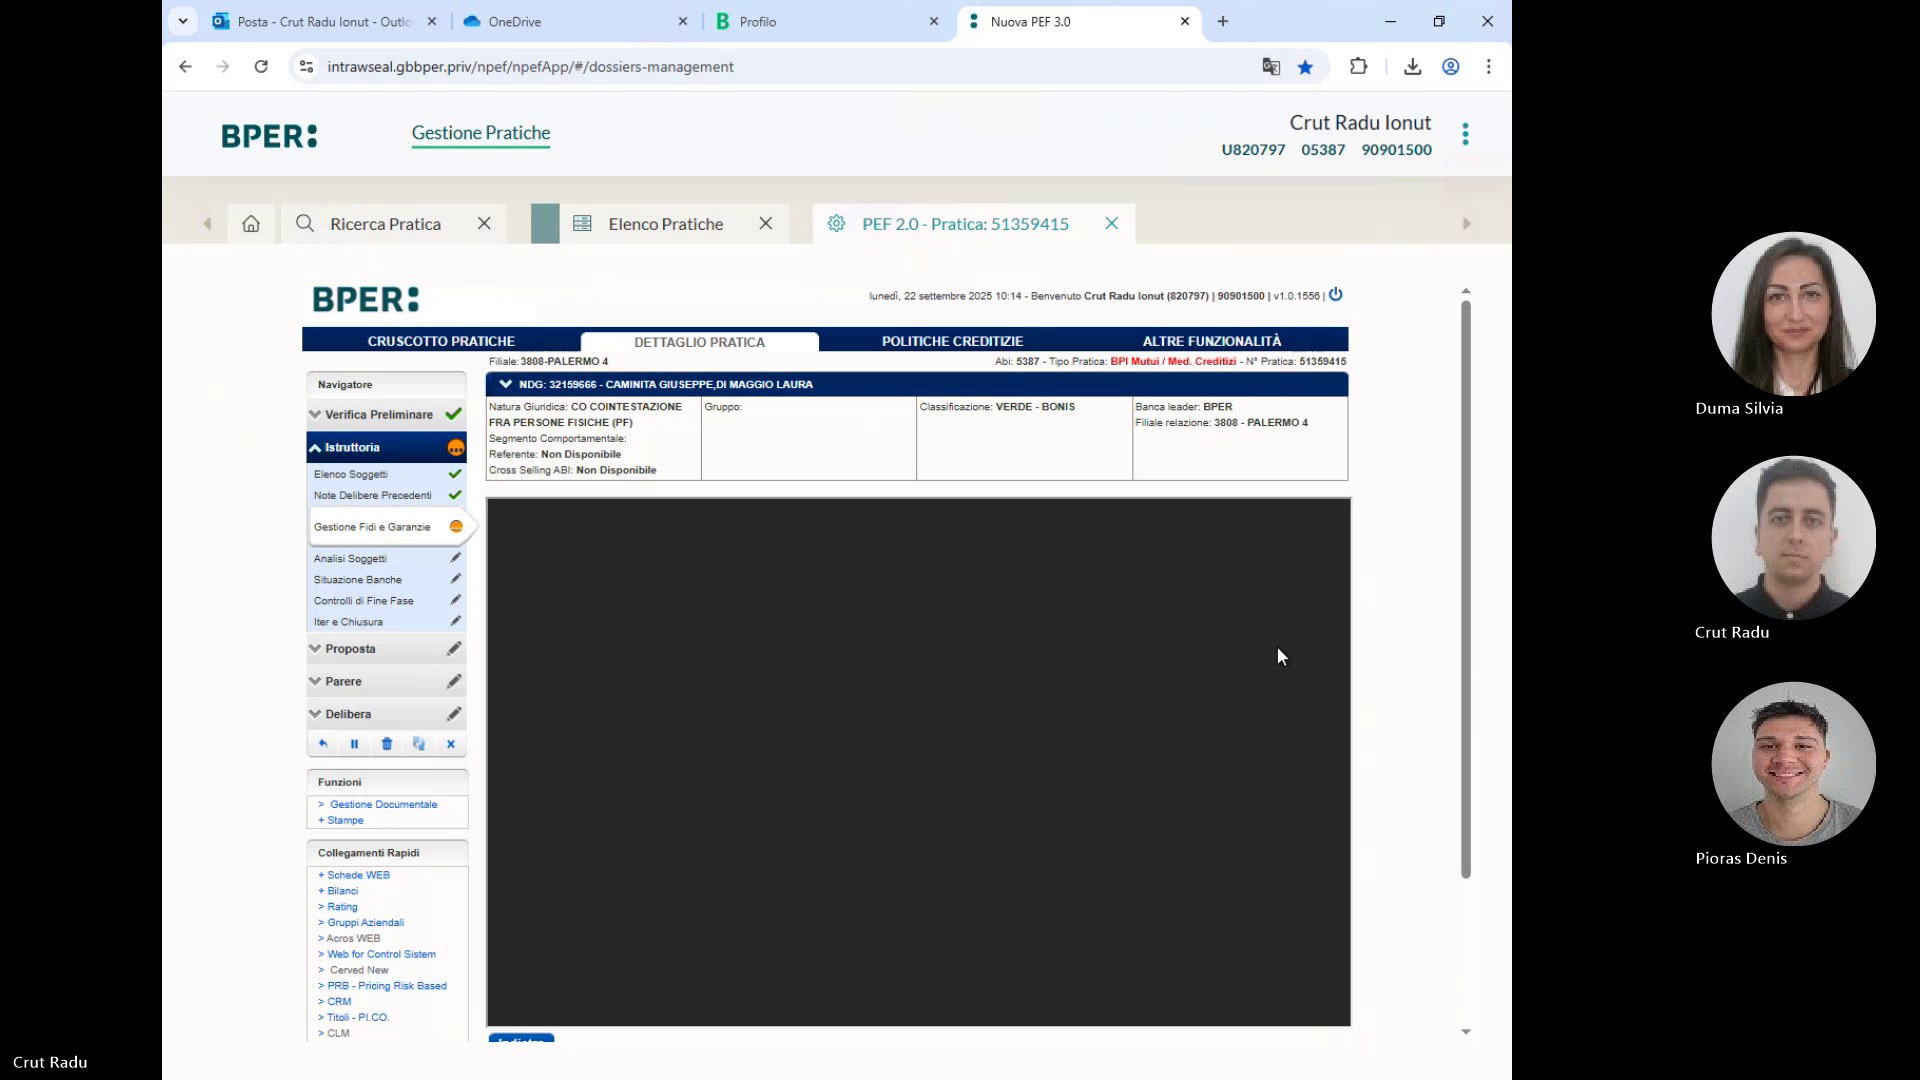 Posta - Crut Radu Ionut - Outlo
OneDrive
Profilo
Nuova PEF 3.0
intrawseal.gbbper.priv/npef/npefApp/#/dossiers-management
BPER:
Gestione Pratiche
Crut Radu Ionut
U820797 05387 90901500
Ricerca Pratica
Elenco Pratiche
PEF 2.0 - Pratica: 51359415
BPER:
lunedì, 22 settembre 2025 10:14 - Benvenuto Crut Radu Ionut (820797) | 90901500 | v1.0.1556 |
CRUSCOTTO PRATICHE
DETTAGLIO PRATICA
POLITICHE CREDITIZIE
ALTRE FUNZIONALITÀ
Filiale: 3808-PALERMO 4
Abi: 5387 - Tipo Pratica: BPI Mutui / Med. Creditizi - N° Pratica: 51359415
NDG: 32159666 - CAMINITA GIUSEPPE,DI MAGGIO LAURA
Natura Giuridica: CO COINTESTAZIONE
FRA PERSONE FISICHE (PF)
Segmento Comportamentale:
Referente: Non Disponibile
Cross Selling ABI: Non Disponibile
Gruppo:
Classificazione: VERDE - BONIS
Banca leader: BPER
Filiale relazione: 3808 - PALERMO 4
Navigatore
Verifica Preliminare
Istruttoria
Elenco Soggetti
Note Delibere Precedenti
Gestione Fidi e Garanzie
Analisi Soggetti
Situazione Banche
Controlli di Fine Fase
Iter e Chiusura
Proposta
Parere
Delibera
Funzioni
> Gestione Documentale
+ Stampe
Collegamenti Rapidi
+ Schede WEB
+ Bilanci
> Rating
> Gruppi Aziendali
> Acros WEB
> Web for Control Sistem
> Cerved New
> PRB - Pricing Risk Based
> CRM
> Titoli - PI.CO.
> CLM
Indietro
Duma Silvia
Crut Radu
Pioras Denis
Crut Radu